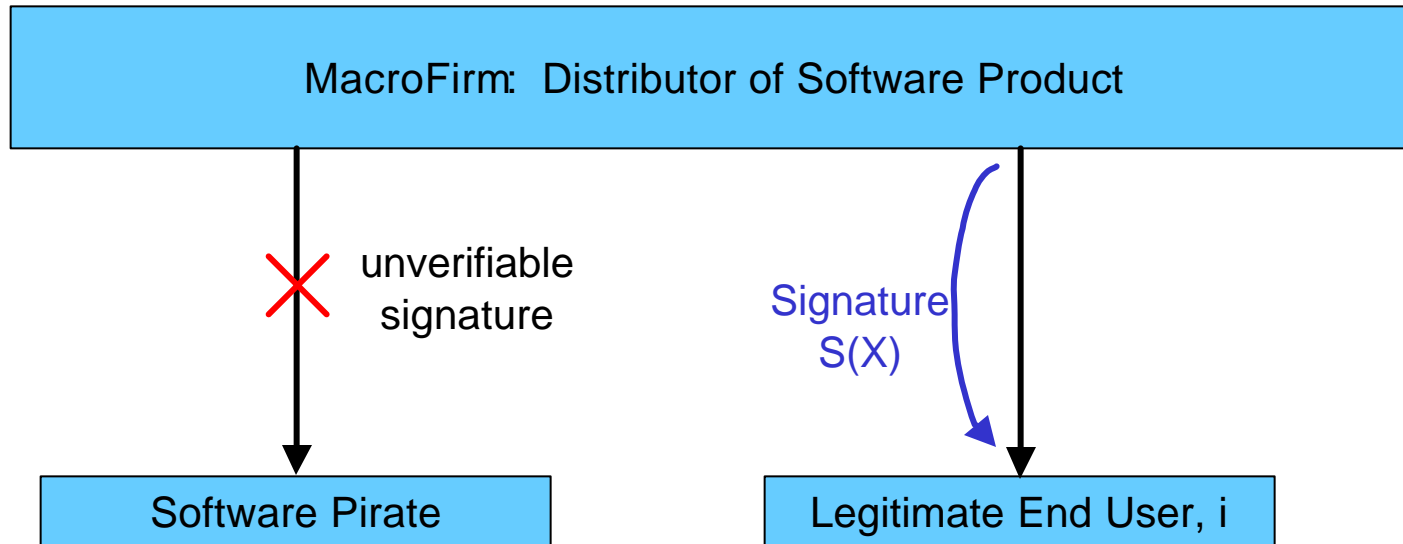 MacroFirm: Distributor of Software Product
unverifiable
signature
Signature
S(X)
Software Pirate
Legitimate End User, i